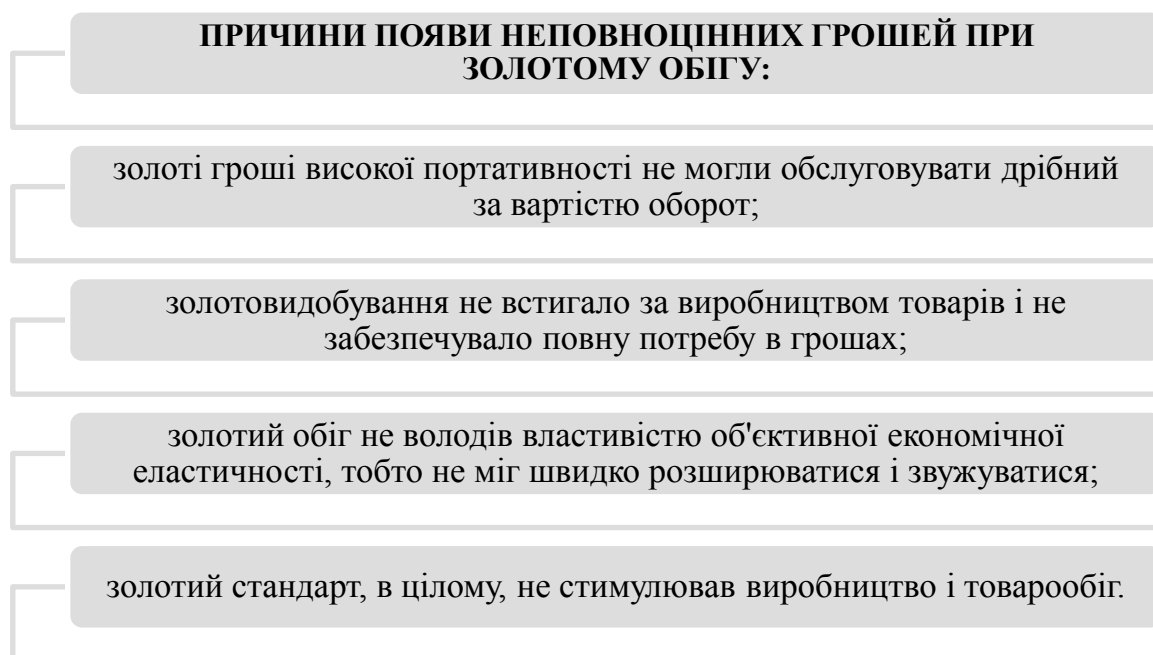 ПРИЧИНИ ПОЯВИ НЕПОВНОЦІННИХ ГРОШЕЙ ПРИ
ЗОЛОТОМУ ОБІГУ:
золоті гроші високої портативності не могли обслуговувати дрібний
за вартістю оборот;
золотовидобування не встигало за виробництвом товарів і не
забезпечувало повну потребу в грошах;
золотий обіг не володів властивістю об'єктивної економічної
еластичності, тобто не міг швидко розширюватися і звужуватися;
золотий стандарт, в цілому, не стимулював виробництво і товарообіг.